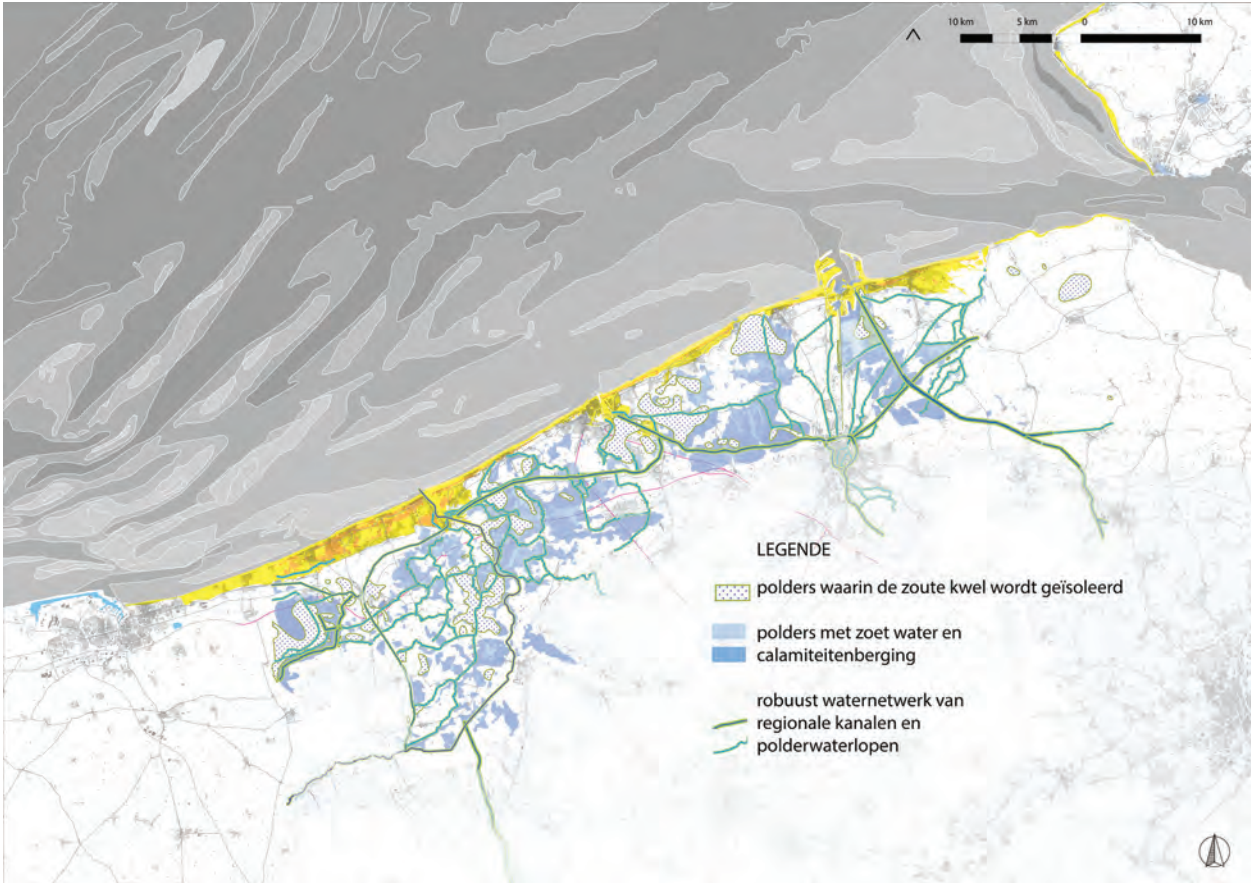 10 km 5 km 0 10 km
LEGENDE
polders waarin de zoute kwel wordt geïsoleerd
polders met zoet water en
calamiteitenberging
robuust waternetwerk van
regionale kanalen en
polderwaterlopen